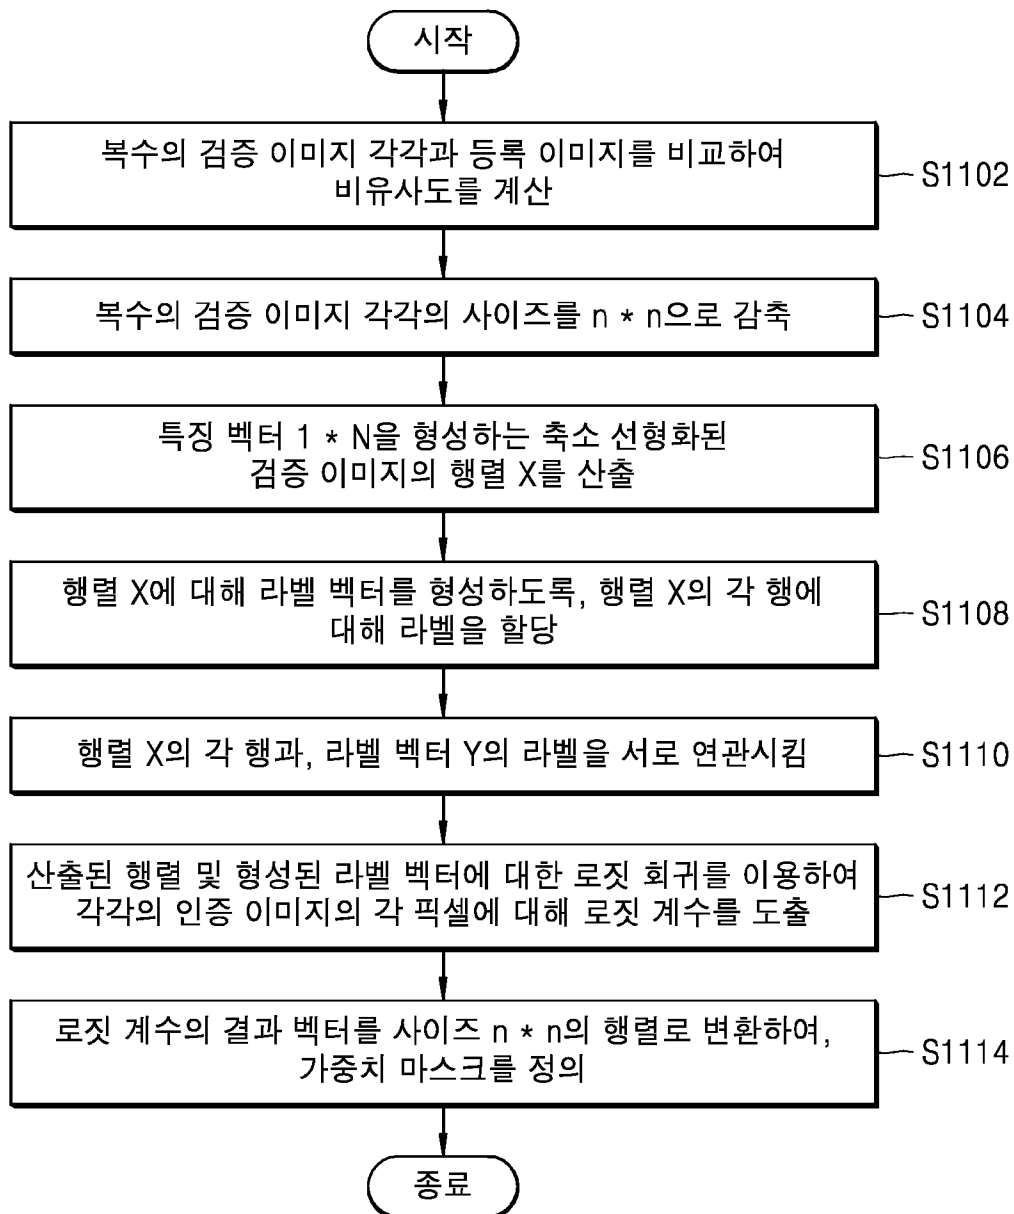 시작
복수의 검증 이미지 각각과 등록 이미지를 비교하여
비유사도를 계산
S1102
복수의 검증 이미지 각각의 사이즈를 n * n으로 감축
S1104
특징 벡터 1 * N을 형성하는 축소 선형화된
검증 이미지의 행렬 X를 산출
S1106
행렬 X에 대해 라벨 벡터를 형성하도록, 행렬 X의 각 행에
대해 라벨을 할당
S1108
행렬 X의 각 행과, 라벨 벡터 Y의 라벨을 서로 연관시킴
S1110
산출된 행렬 및 형성된 라벨 벡터에 대한 로짓 회귀를 이용하여
각각의 인증 이미지의 각 픽셀에 대해 로짓 계수를 도출
S1112
로짓 계수의 결과 벡터를 사이즈 n * n의 행렬로 변환하여,
가중치 마스크를 정의
S1114
종료